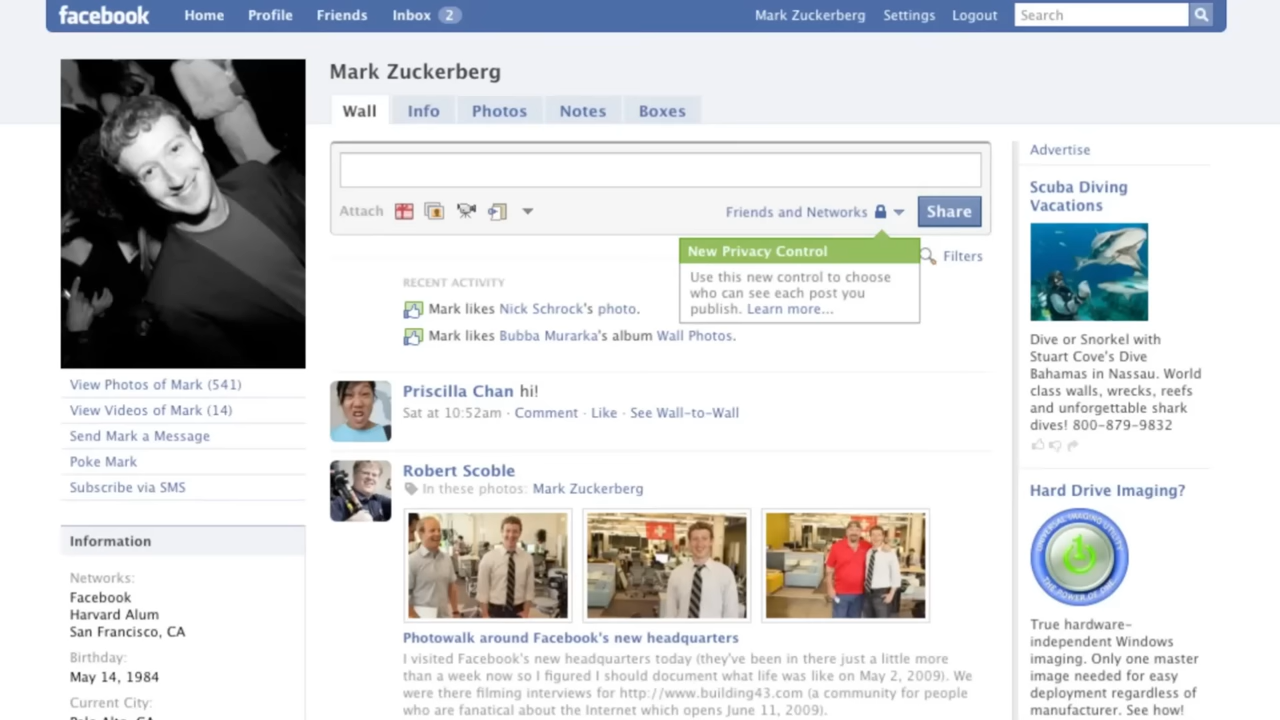 facebook Home Profile Friends Inbox 2 Mark Zuckerberg Settings Logout Search
Mark Zuckerberg
Wall Info Photos Notes Boxes
Attach
Friends and Networks
Share
New Privacy Control
Use this new control to choose
who can see each post you
publish. Learn more...
Filters
RECENT ACTIVITY
Mark likes Nick Schrock's photo.
Mark likes Bubba Murarka's album Wall Photos.
Priscilla Chan hi!
Sat at 10:52am · Comment · Like · See Wall-to-Wall
Robert Scoble
In these photos: Mark Zuckerberg
Photowalk around Facebook's new headquarters
I visited Facebook's new headquarters today (they've been in there just a little more
than a week now so I figured I should document what life was like on May 2, 2009). We
were there filming interviews for http://www.building43.com (a community for people
who are fanatical about the Internet which opens June 11, 2009).
View Photos of Mark (541)
View Videos of Mark (14)
Send Mark a Message
Poke Mark
Subscribe via SMS
Information
Networks:
Facebook
Harvard Alum
San Francisco, CA
Birthday:
May 14, 1984
Current City:
Palo Alto, CA
Advertise
Scuba Diving
Vacations
Dive or Snorkel with
Stuart Cove's Dive
Bahamas in Nassau. World
class walls, wrecks, reefs
and unforgettable shark
dives! 800-879-9832
Hard Drive Imaging?
UNIVERSAL IMAGING UTILITY
THE POWER OF ONE
True hardware-
independent Windows
imaging. Only one master
image needed for easy
deployment regardless of
manufacturer. See how!